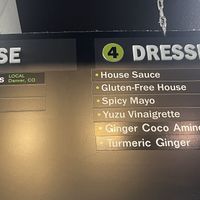 SE
S LOCAL
Denver, CO
4 DRESSE
• House Sauce
• Gluten-Free House
• Spicy Mayo
• Yuzu Vinaigrette
• Ginger Coco Amino
• Turmeric Ginger